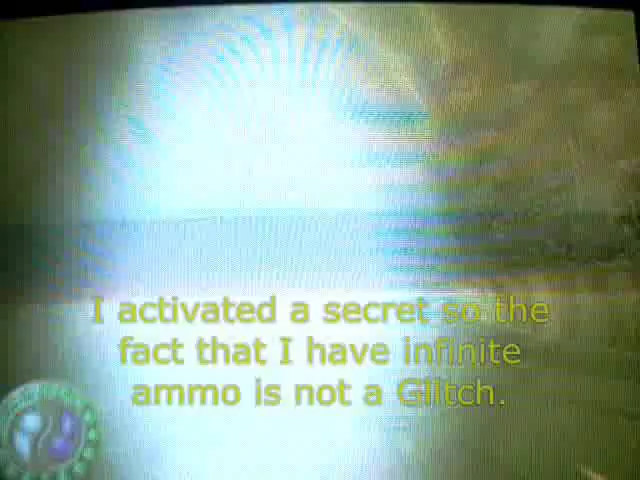 I activated a secret so the
fact that I have infinite
ammo is not a Glitch.